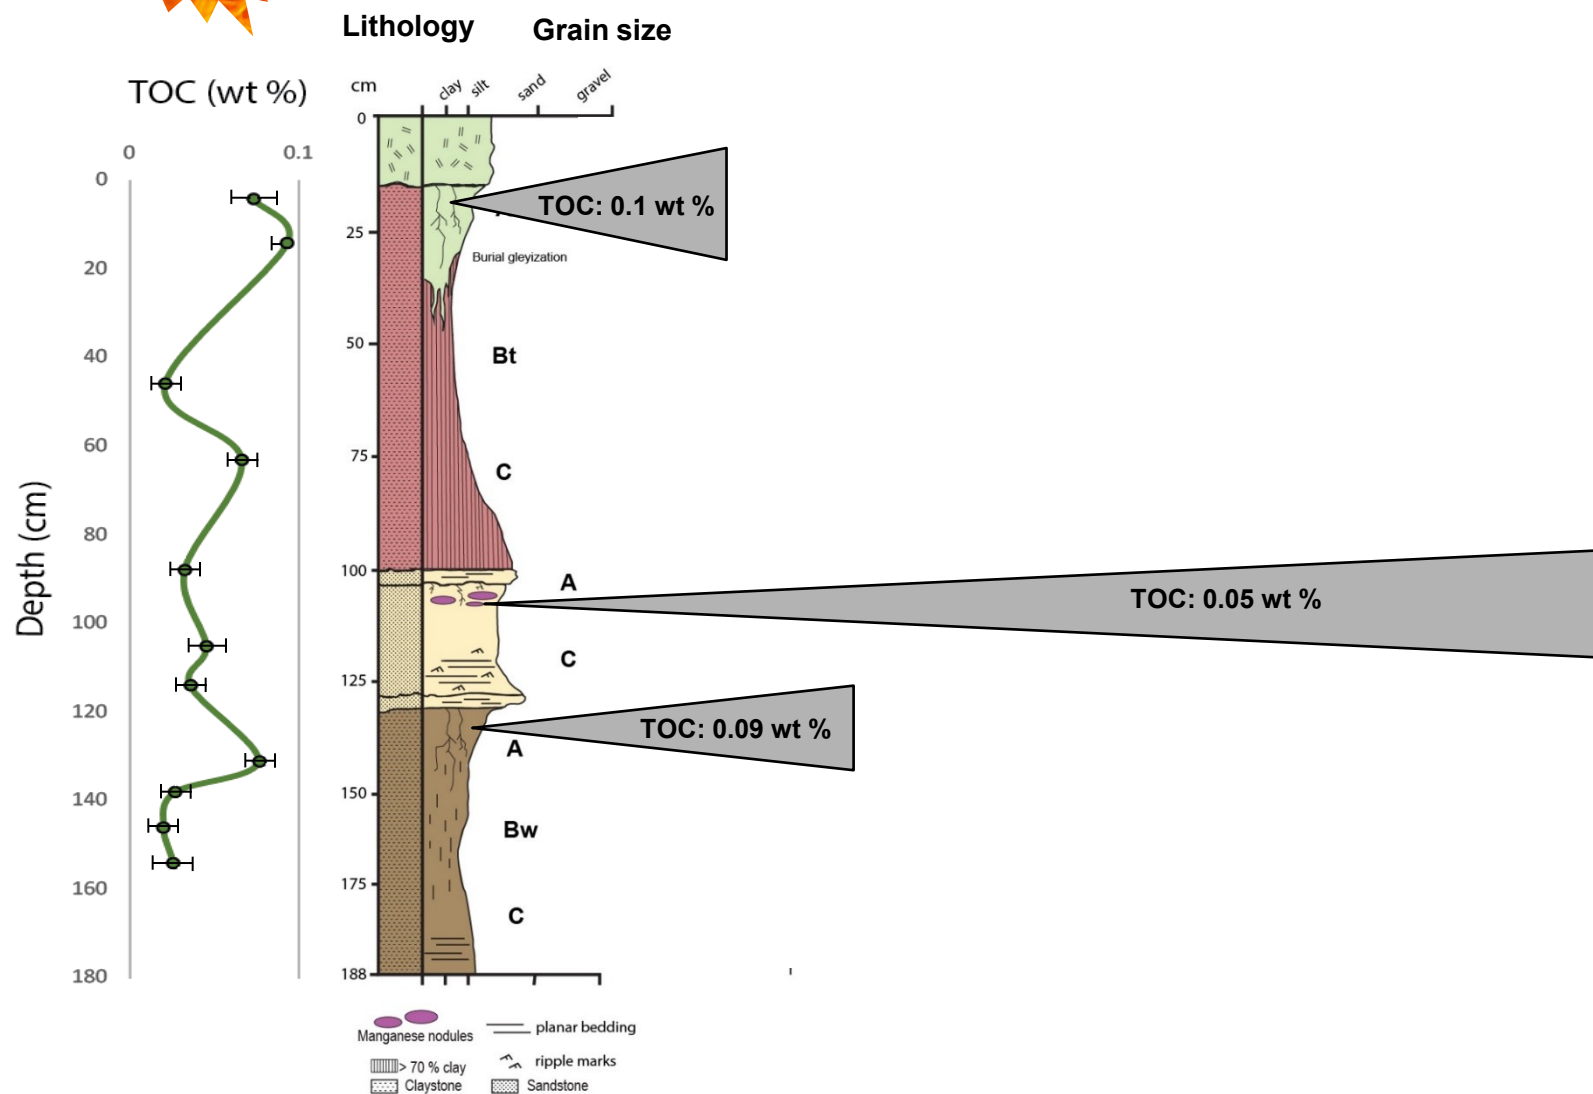 Lithology
Grain size
TOC (wt %)
cm
clay
silt
sand
gravel
0
0.1
0
20
40
60
80
100
120
140
160
180
Depth (cm)
0
25
50
75
100
125
150
175
188
TOC: 0.1 wt %
Burial gleyization
Bt
C
A
TOC: 0.05 wt %
C
TOC: 0.09 wt %
A
Bw
C
Manganese nodules
planar bedding
> 70 % clay
ripple marks
Claystone
Sandstone